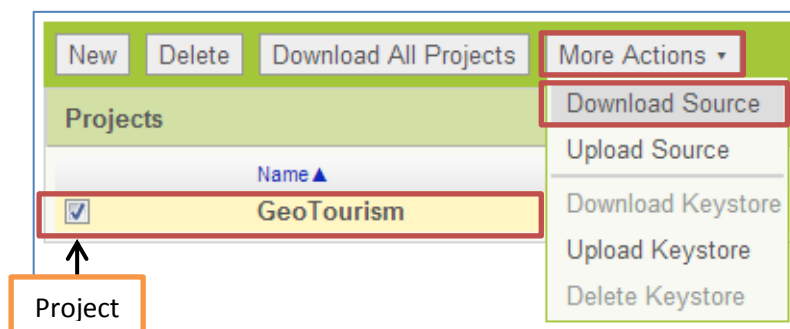 New Delete Download All Projects More Actions ▾
Download Source
Projects
Upload Source
Name▲
GeoTourism
Download Keystore
Upload Keystore
Delete Keystore
Project